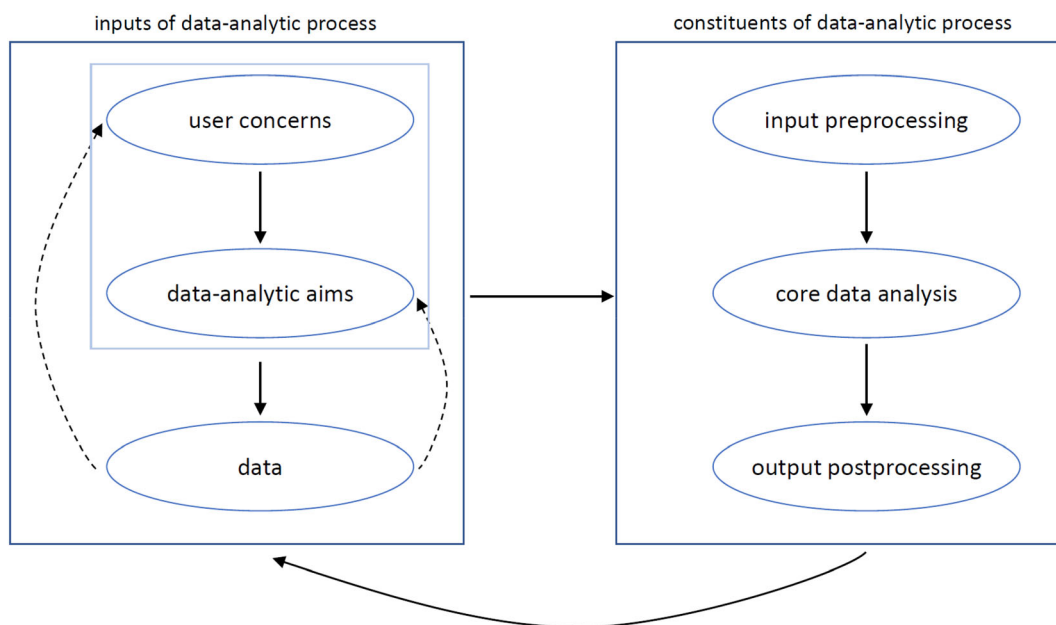 inputs of data-analytic process
user concerns
data-analytic aims
data
constituents of data-analytic process
input preprocessing
core data analysis
output postprocessing